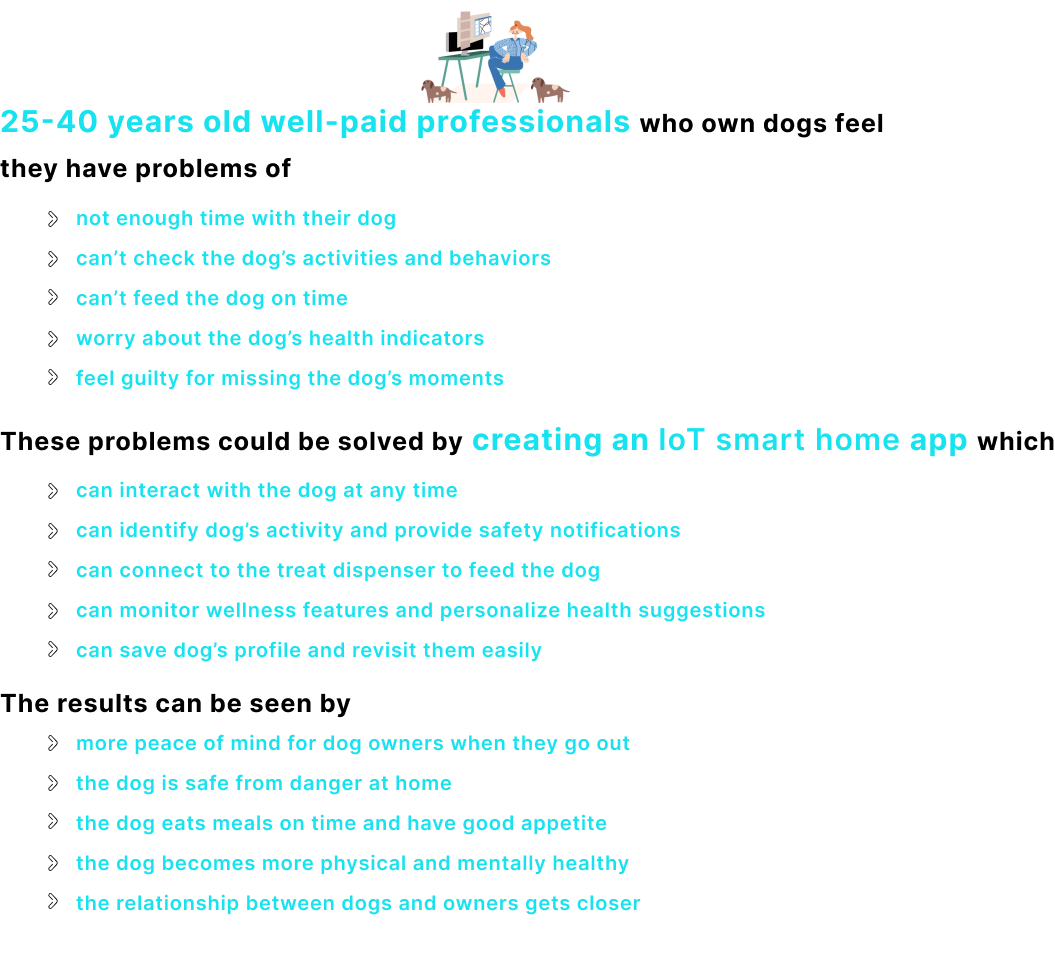 25-40 years old well-paid professionals who own dogs feel
they have problems of
not enough time with their dog
can’t check the dog’s activities and behaviors
can’t feed the dog on time
worry about the dog’s health indicators
feel guilty for missing the dog’s moments
These problems could be solved by creating an IoT smart home app which
can interact with the dog at any time
can identify dog’s activity and provide safety notifications
can connect to the treat dispenser to feed the dog
can monitor wellness features and personalize health suggestions
can save dog’s profile and revisit them easily
The results can be seen by
more peace of mind for dog owners when they go out
the dog is safe from danger at home
the dog eats meals on time and have good appetite
the dog becomes more physical and mentally healthy
the relationship between dogs and owners gets closer